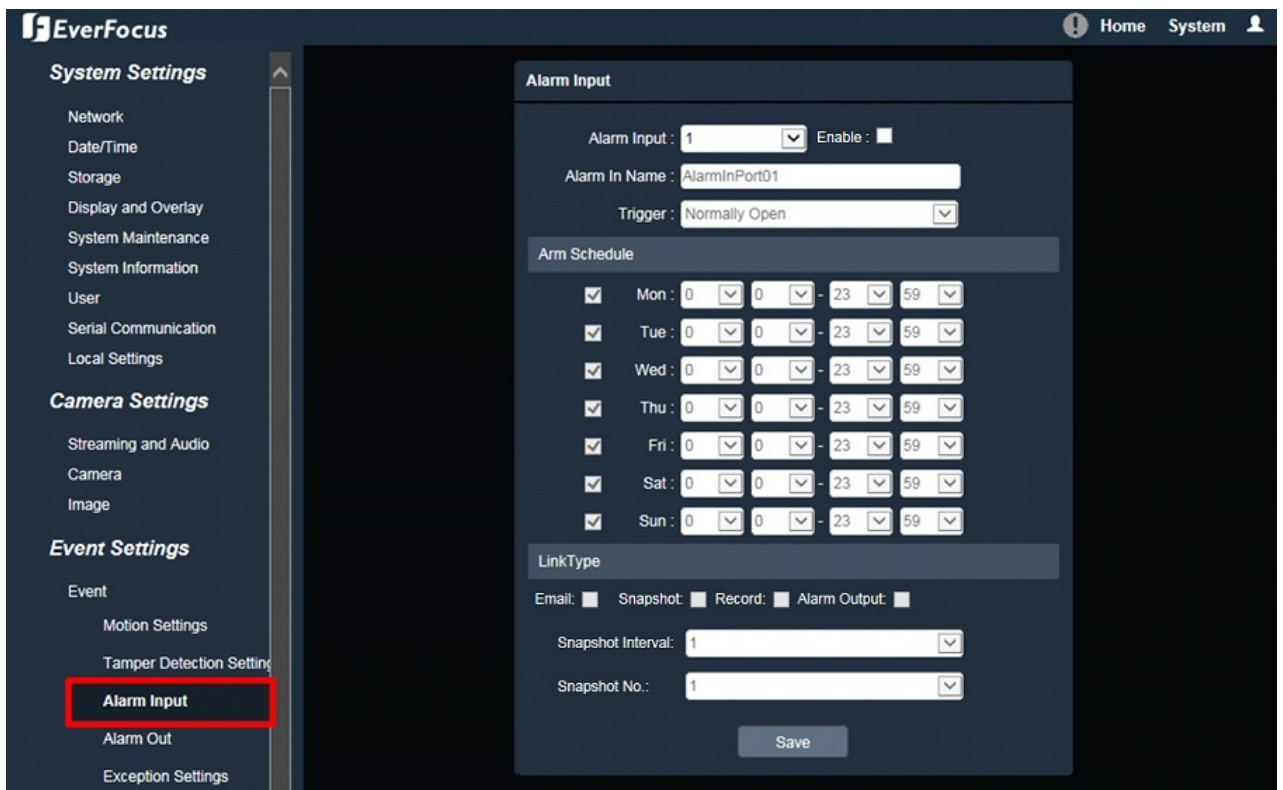 EverFocus
Home System
System Settings
Network
Date/Time
Storage
Display and Overlay
System Maintenance
System Information
User
Serial Communication
Local Settings
Camera Settings
Streaming and Audio
Camera
Image
Event Settings
Event
Motion Settings
Tamper Detection Setting
Alarm Input
Alarm Out
Exception Settings
Alarm Input
Alarm Input : 1 Enable :
Alarm In Name : AlarmInPort01
Trigger : Normally Open
Arm Schedule
Mon : 0 0 - 23 59
Tue : 0 0 - 23 59
Wed : 0 0 - 23 59
Thu : 0 0 - 23 59
Fri : 0 0 - 23 59
Sat : 0 0 - 23 59
Sun : 0 0 - 23 59
LinkType
Email: Snapshot: Record: Alarm Output:
Snapshot Interval: 1
Snapshot No.: 1
Save